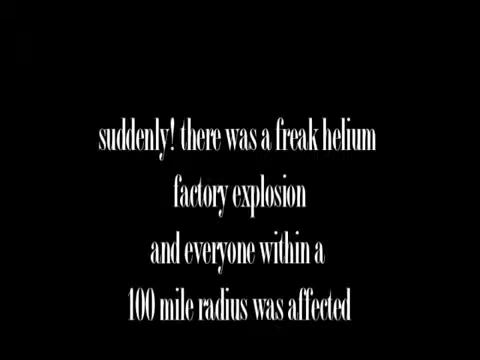 suddenly! there was a freak helium
factory explosion
and everyone within a
100 mile radius was affected